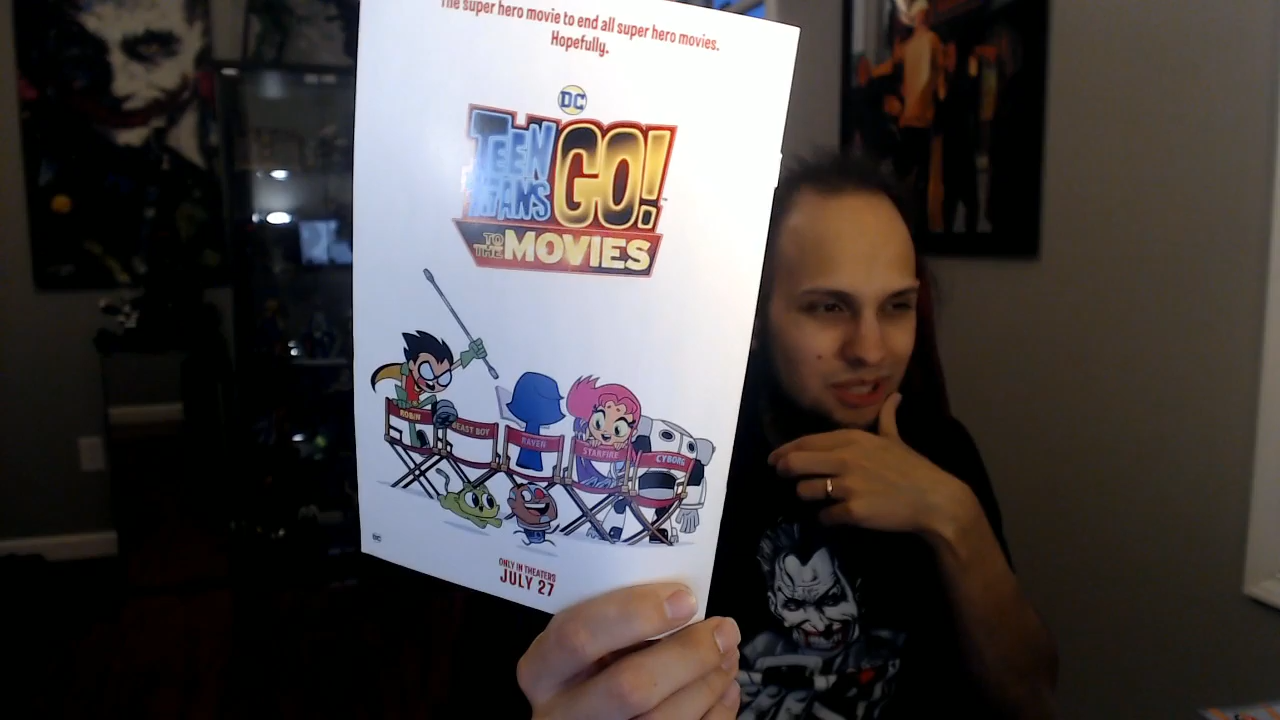 The super hero movie to end all super hero movies.
Hopefully.
DC
TEEN
TITANS
GO!
TO
THE
MOVIES
ROBIN
BEAST BOY
RAVEN
STARFIRE
CYBORG
DC
ONLY IN THEATERS
JULY 27